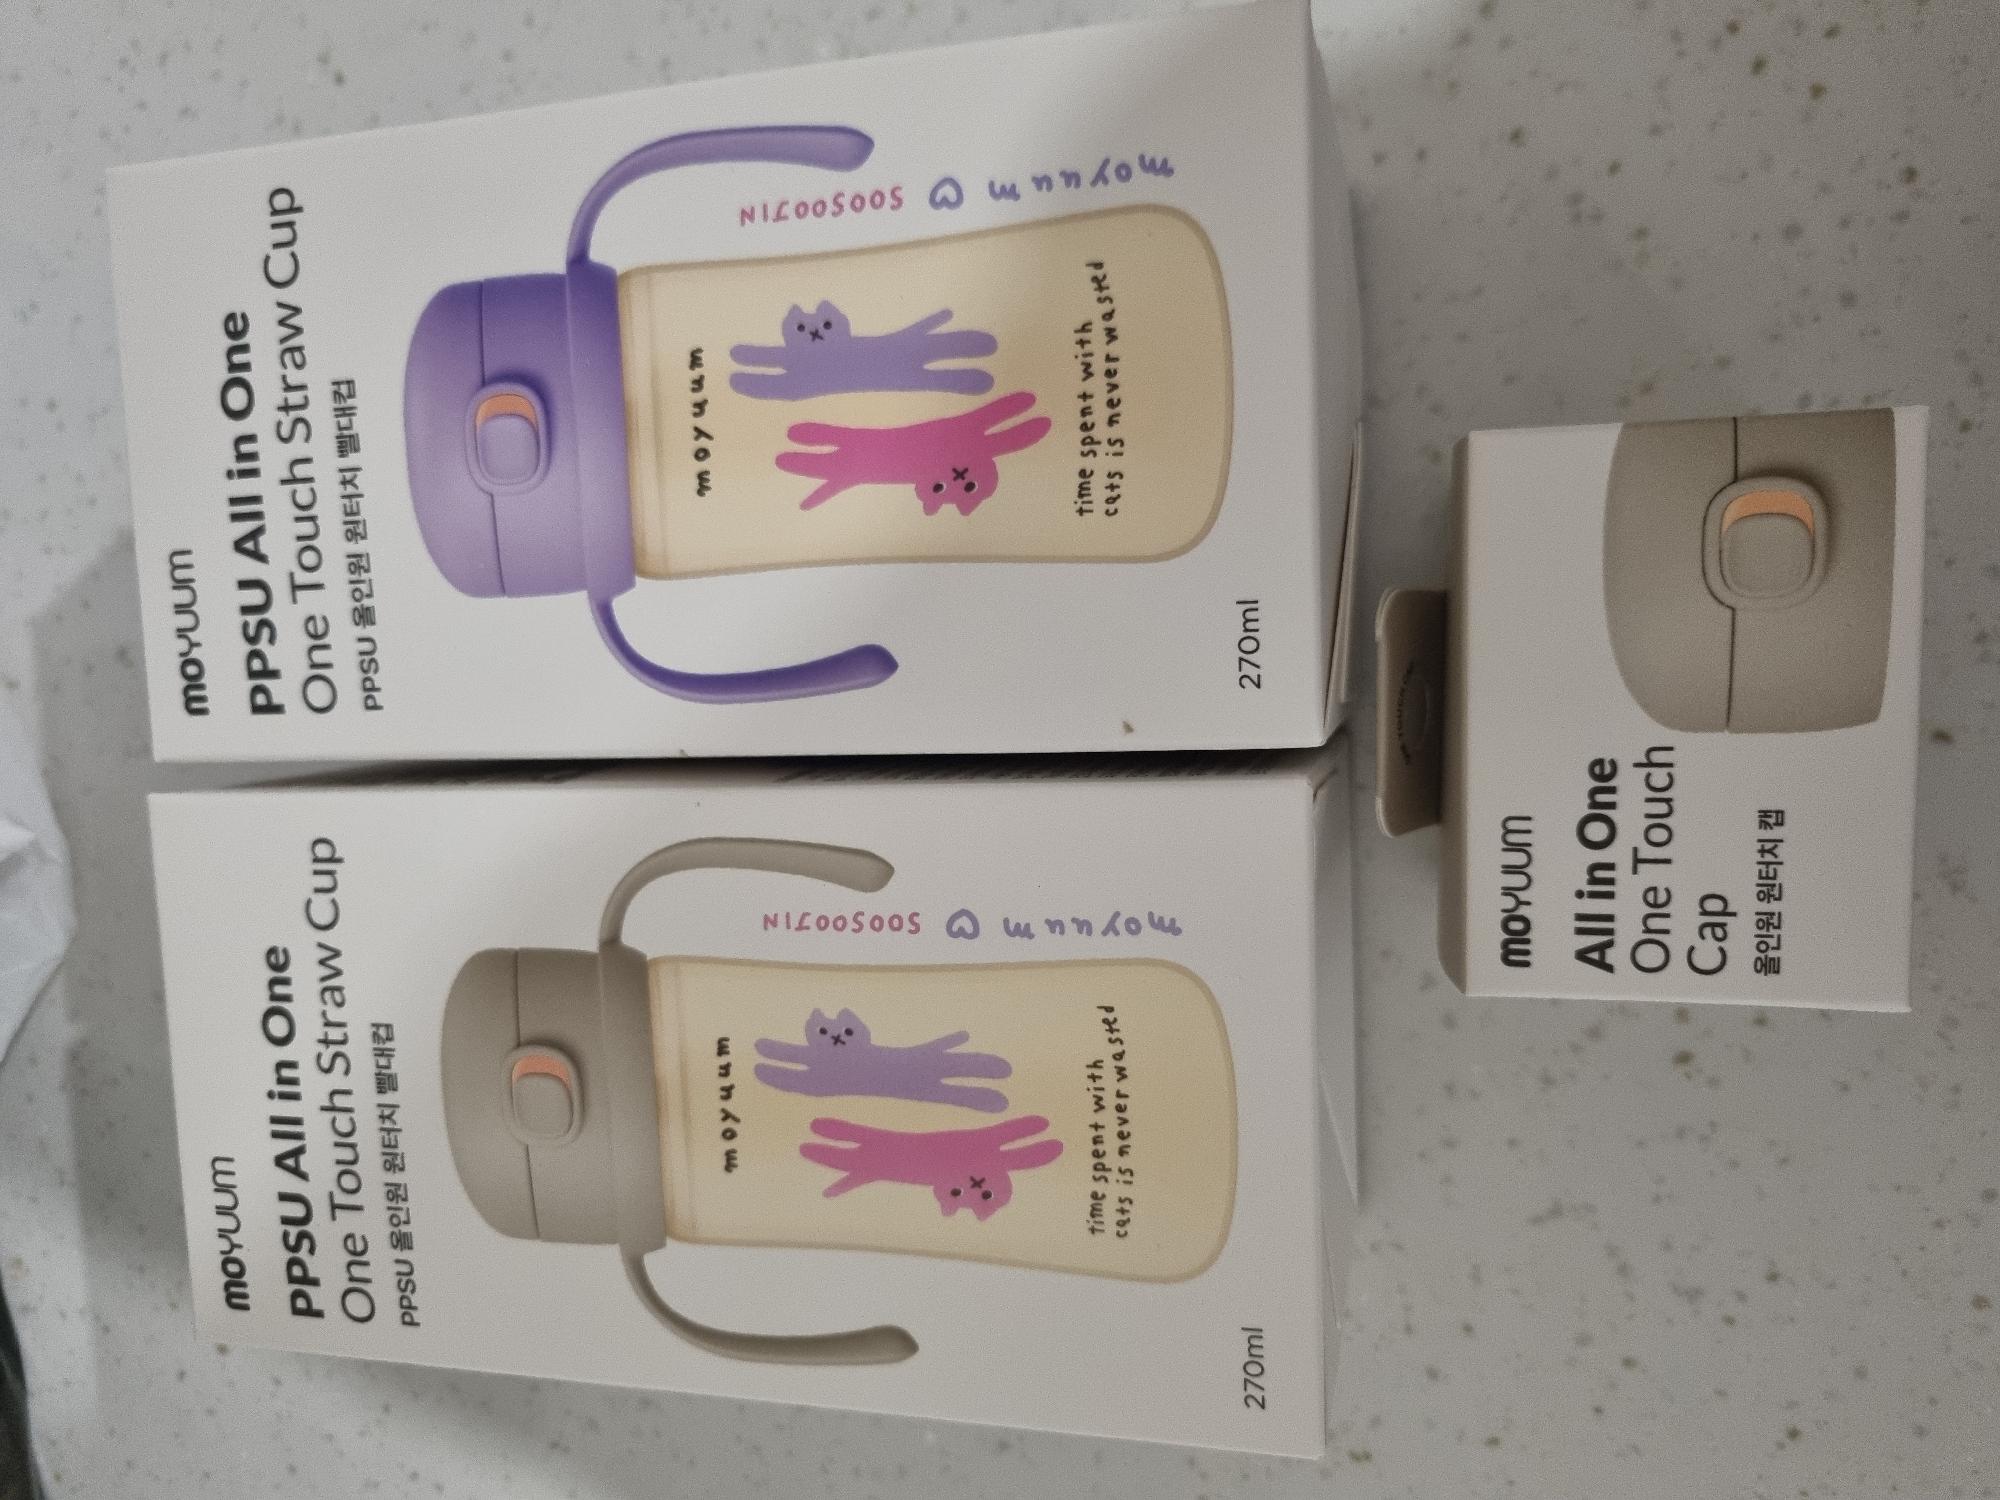 moyuum
PPSU All in One
One Touch Straw Cup
PPSU 올인원 원터치 빨대컵
moyuum
time spent with
cats is never wasted
moyuum ♡ SOOSOOJIN
270ml
moyuum
PPSU All in One
One Touch Straw Cup
PPSU 올인원 원터치 빨대컵
moyuum
time spent with
cats is never wasted
moyuum ♡ SOOSOOJIN
270ml
moyuum
All in One
One Touch
Cap
올인원 원터치 캡